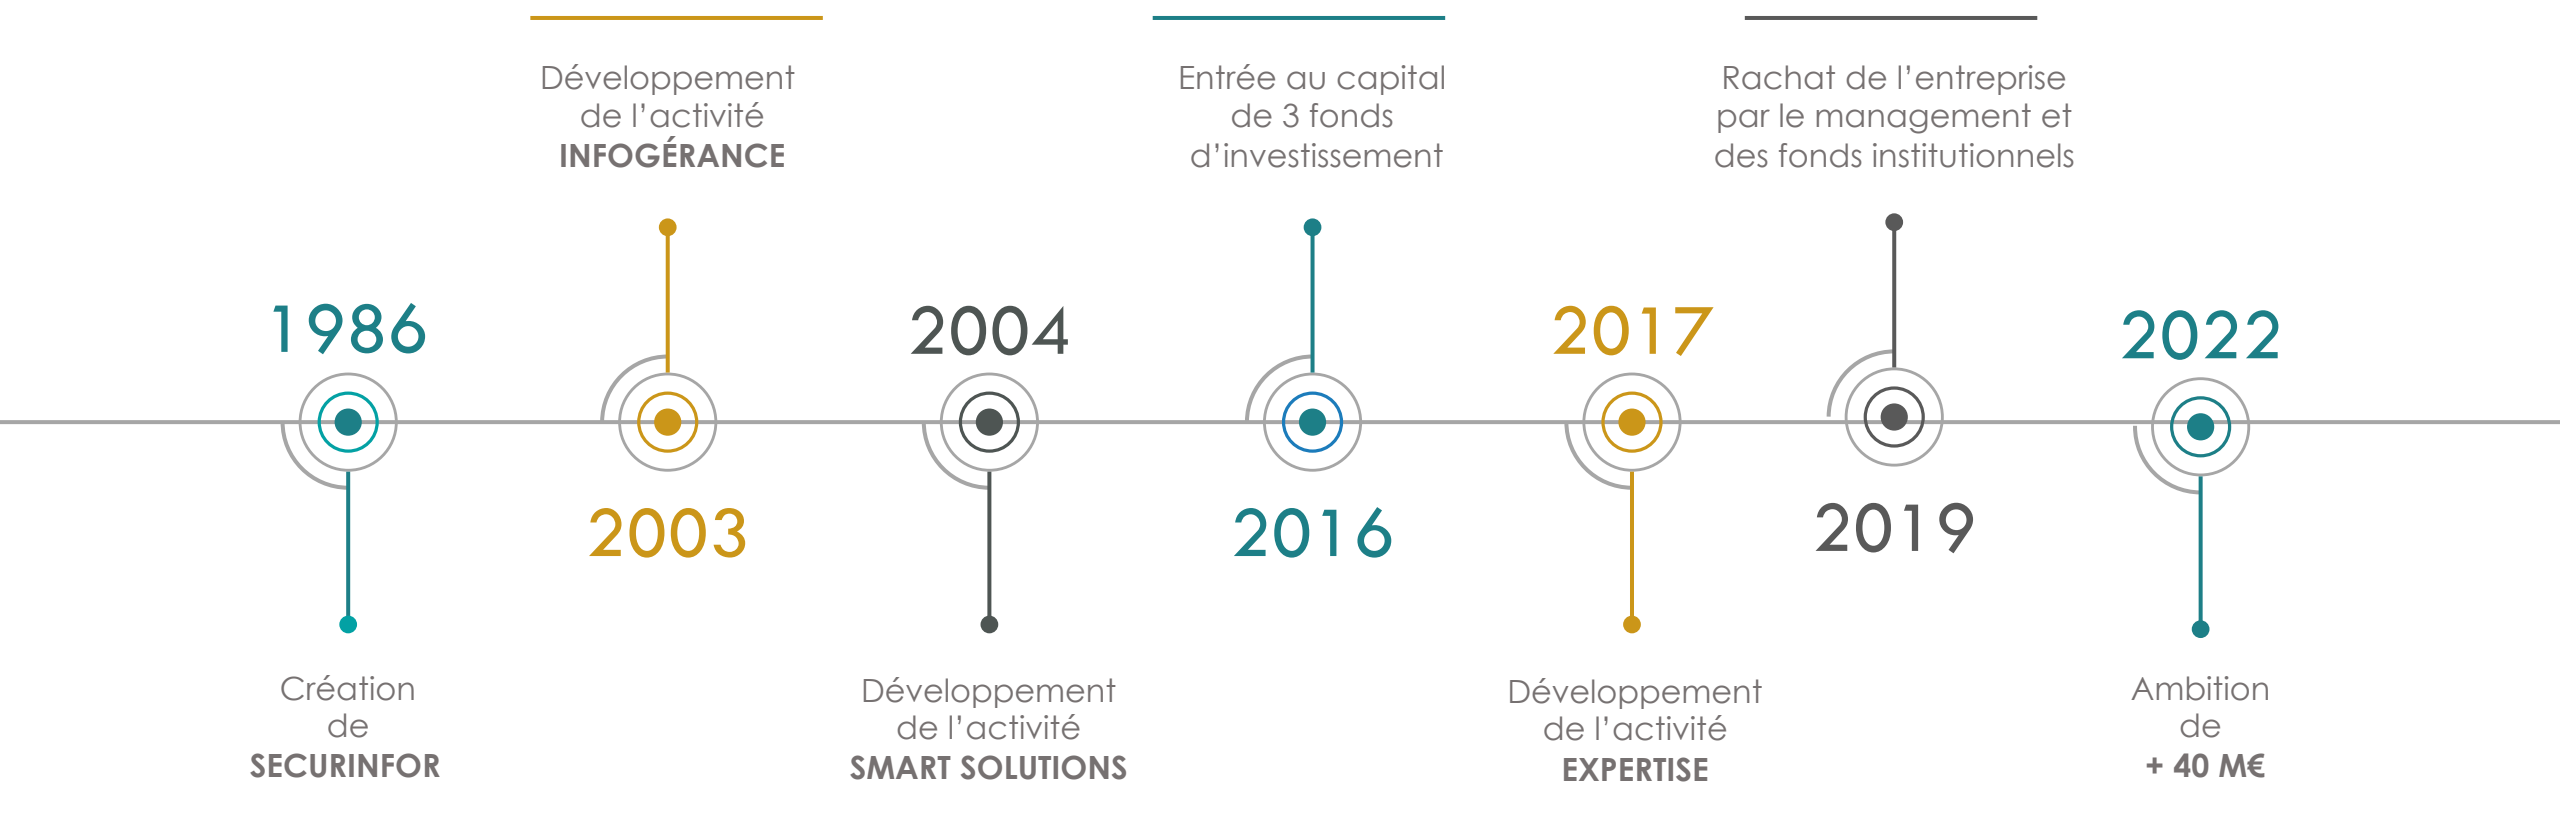 1986
Création
de
SECURINFOR
Développement
de l’activité
INFOGÉRANCE
2003
2004
Développement
de l’activité
SMART SOLUTIONS
Entrée au capital
de 3 fonds
d’investissement
2016
2017
Développement
de l’activité
EXPERTISE
Rachat de l’entreprise
par le management et
des fonds institutionnels
2019
2022
Ambition
de
+ 40 M€